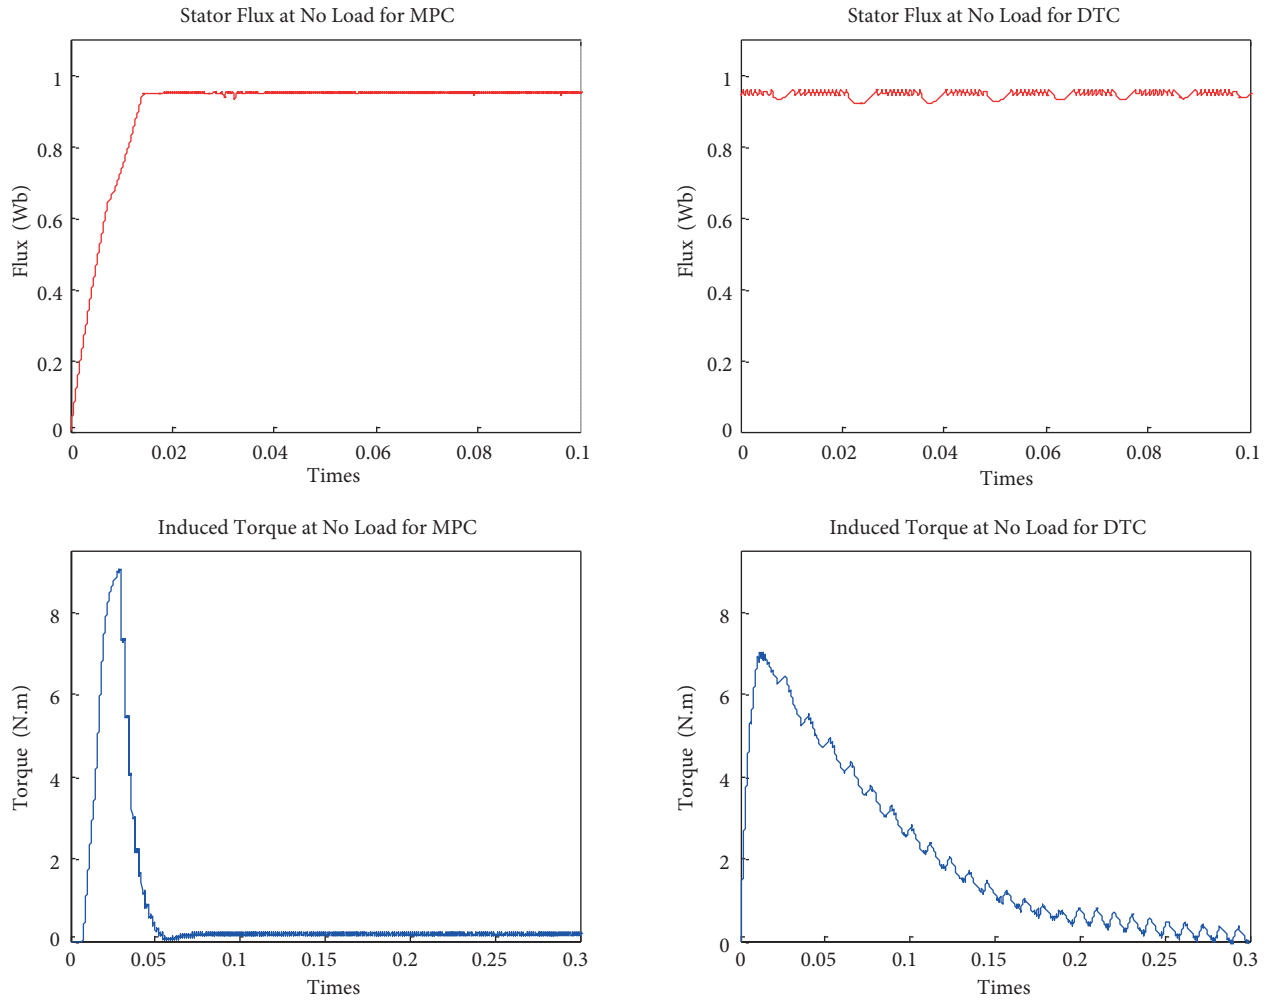 Stator Flux at No Load for MPC
1
0.8
0.6
0.4
0.2
0
Flux (Wb)
0 0.02 0.04 0.06 0.08 0.1
Times
Stator Flux at No Load for DTC
1
0.8
0.6
0.4
0.2
0
Flux (Wb)
0 0.02 0.04 0.06 0.08 0.1
Times
Induced Torque at No Load for MPC
8
6
4
2
0
Torque (N.m)
0 0.05 0.1 0.15 0.2 0.25 0.3
Times
Induced Torque at No Load for DTC
8
6
4
2
0
Torque (N.m)
0 0.05 0.1 0.15 0.2 0.25 0.3
Times